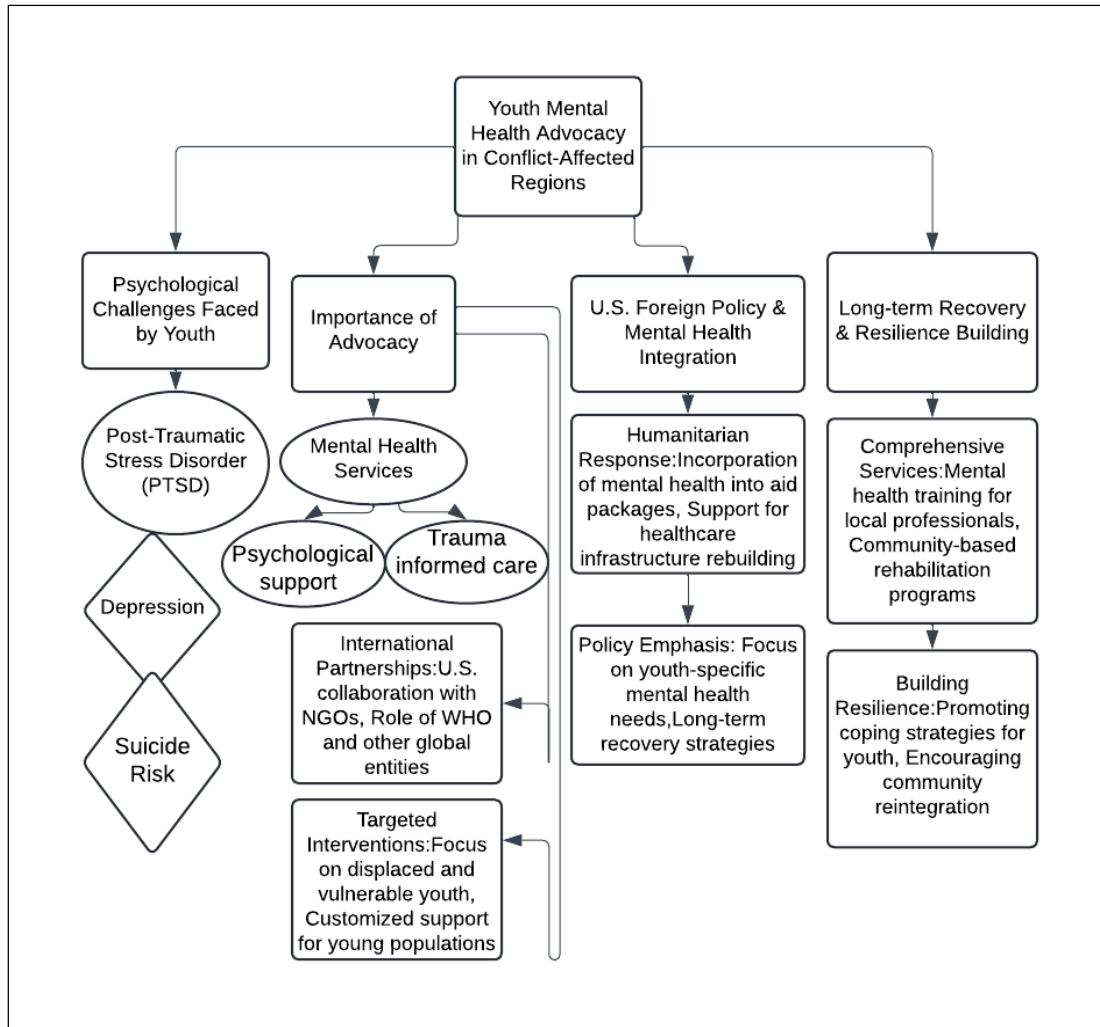 Youth Mental
Health Advocacy
in Conflict-Affected
Regions
Psychological
Challenges Faced
by Youth
Post-Traumatic
Stress Disorder
(PTSD)
Depression
Suicide
Risk
Importance of
Advocacy
Mental Health
Services
Psychological
support
Trauma
informed care
International
Partnerships:U.S.
collaboration with
NGOs, Role of WHO
and other global
entities
Targeted
Interventions:Focus
on displaced and
vulnerable youth,
Customized support
for young populations
U.S. Foreign Policy &
Mental Health
Integration
Humanitarian
Response:Incorporation
of mental health into aid
packages, Support for
healthcare
infrastructure rebuilding
Policy Emphasis: Focus
on youth-specific
mental health
needs,Long-term
recovery strategies
Long-term Recovery
& Resilience Building
Comprehensive
Services:Mental
health training for
local professionals,
Community-based
rehabilitation
programs
Building
Resilience:Promoting
coping strategies for
youth, Encouraging
community
reintegration